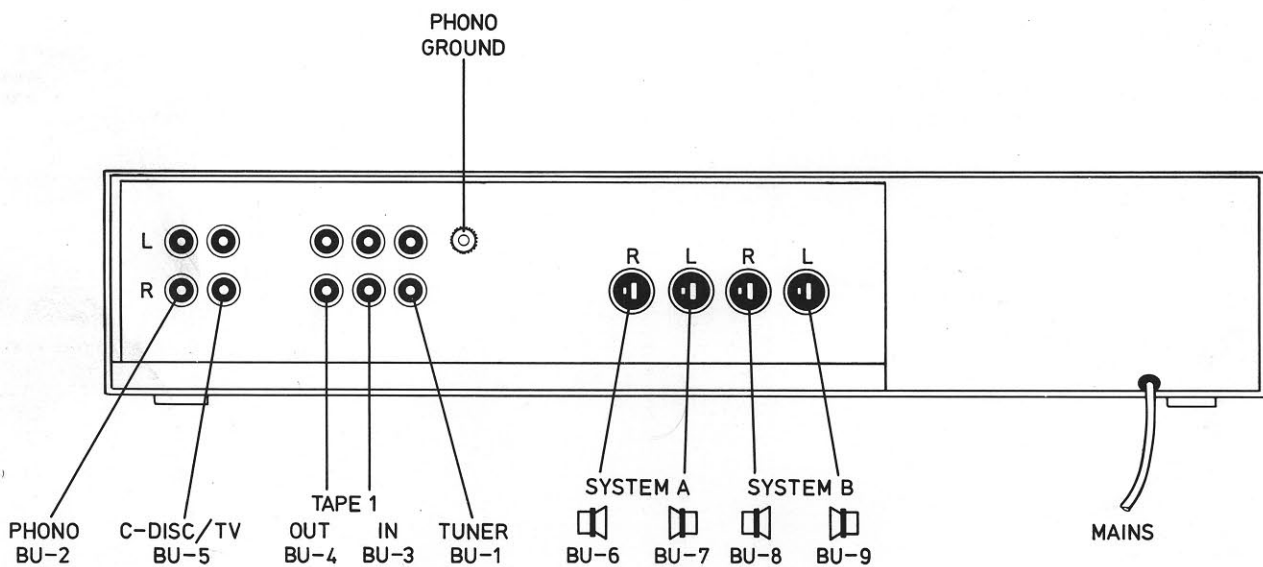 PHONO
GROUND
L
R
R L R L
TAPE 1
SYSTEM A SYSTEM B
PHONO C-DISC/TV OUT IN TUNER MAINS
BU-2 BU-5 BU-4 BU-3 BU-1 BU-6 BU-7 BU-8 BU-9